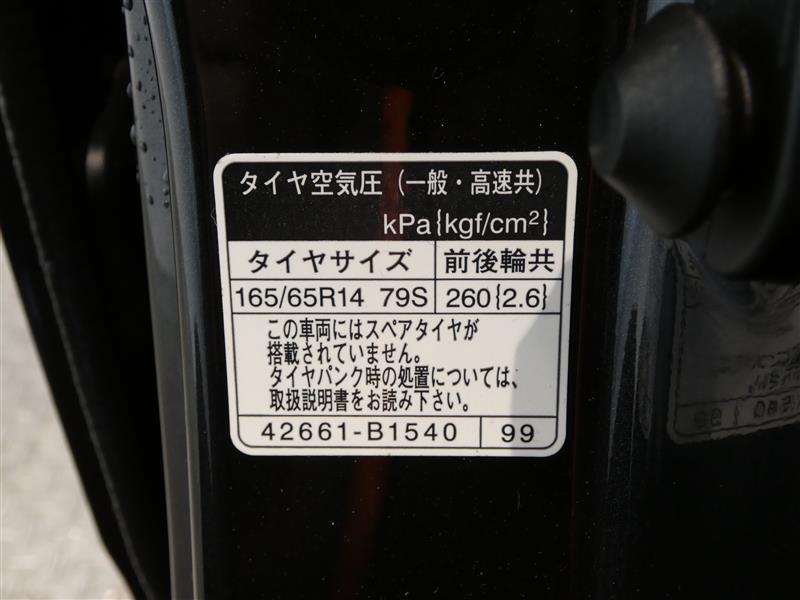 タイヤ空気圧（一般・高速共）
kPa{kgf/cm²}
タイヤサイズ 前後輪共
165/65R14 79S 260{2.6}
この車両にはスペアタイヤが
搭載されていません。
タイヤパンク時の処置については、
取扱説明書をお読み下さい。
42661-B1540 99